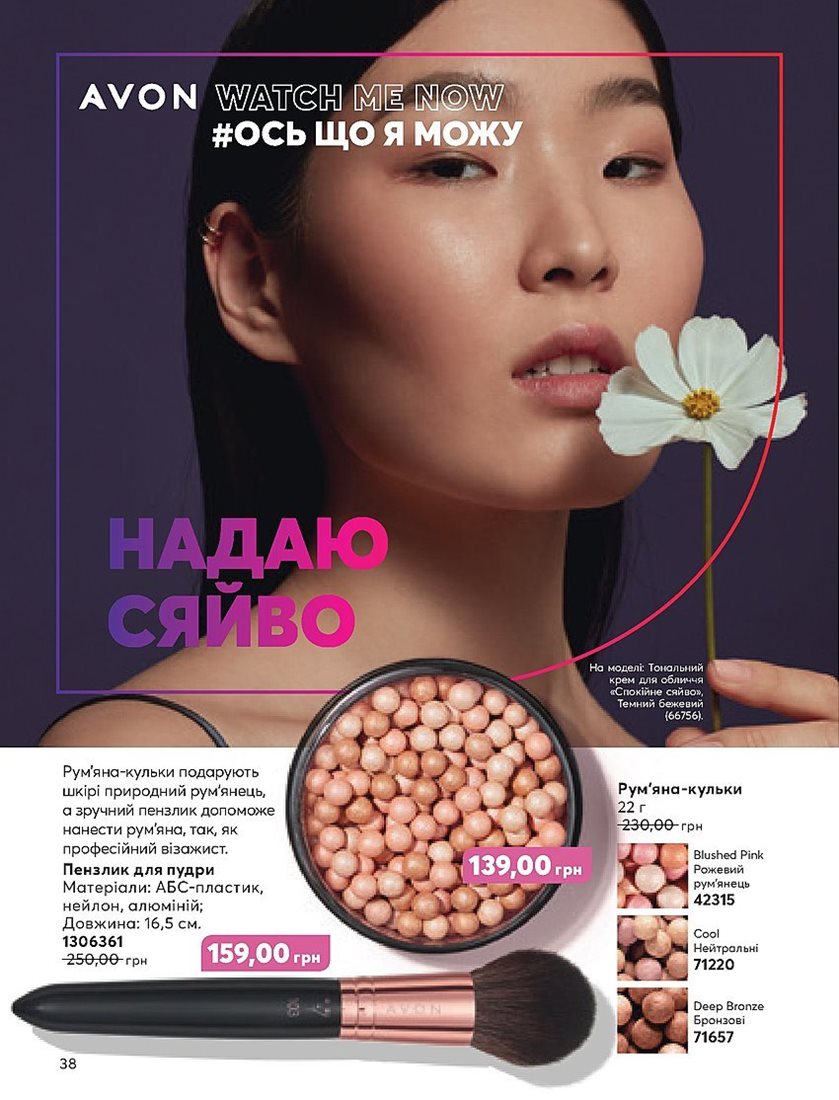 AVON WATCH ME NOW
#ОСЬ ЩО Я МОЖУ
НАДАЮ
СЯЙВО
На моделі: Тональний
крем для обличчя
«Спокійне сяйво»,
Темний бежевий
(66756).
Рум'яна-кульки подарують
шкірі природний рум'янець,
а зручний пензлик допоможе
нанести рум'яна, так, як
професійний візажист.
Пензлик для пудри
Матеріали: АБС-пластик,
нейлон, алюміній;
Довжина: 16,5 см.
1306361
250,00 грн
159,00 грн
139,00 грн
Рум'яна-кульки
22 г
230,00 грн
Blushed Pink
Рожевий
рум'янець
42315
Cool
Нейтральні
71220
Deep Bronze
Бронзові
71657
AVON
38